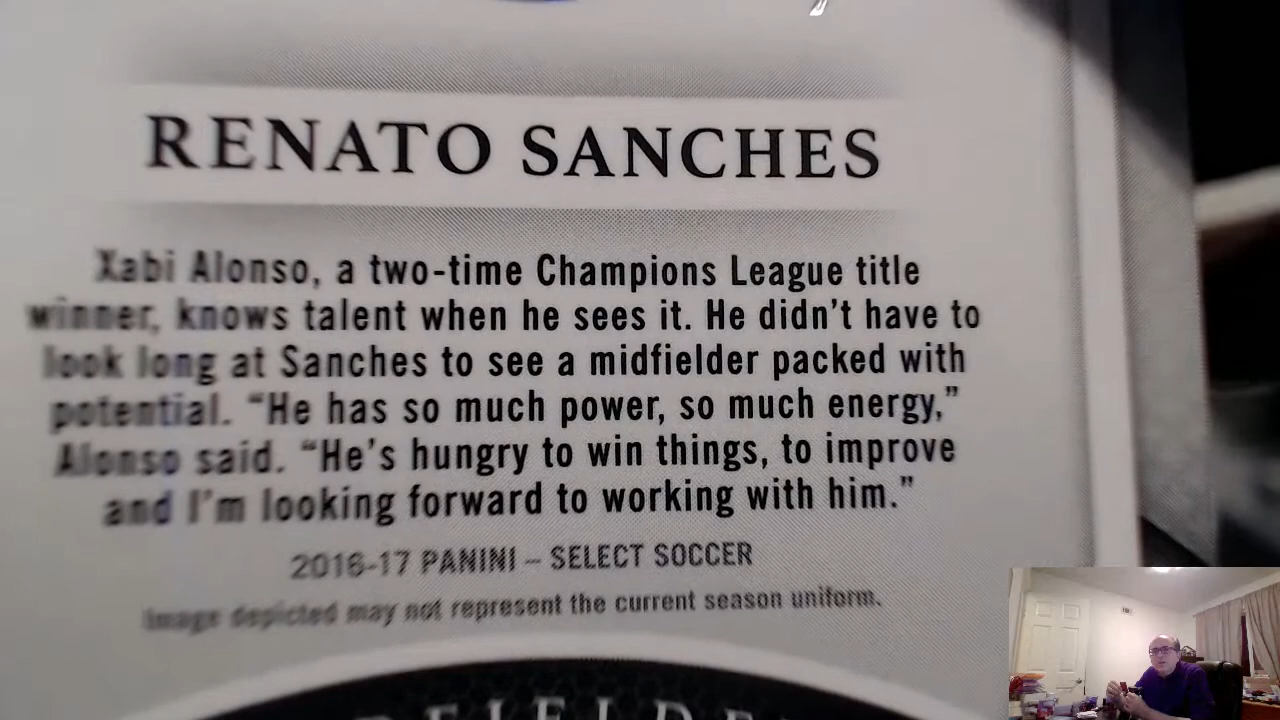 RENATO SANCHES
Xabi Alonso, a two-time Champions League title
winner, knows talent when he sees it. He didn't have to
look long at Sanches to see a midfielder packed with
potential. “He has so much power, so much energy,”
Alonso said. “He's hungry to win things, to improve
and I'm looking forward to working with him.”
2016-17 PANINI – SELECT SOCCER
Image depicted may not represent the current season uniform.